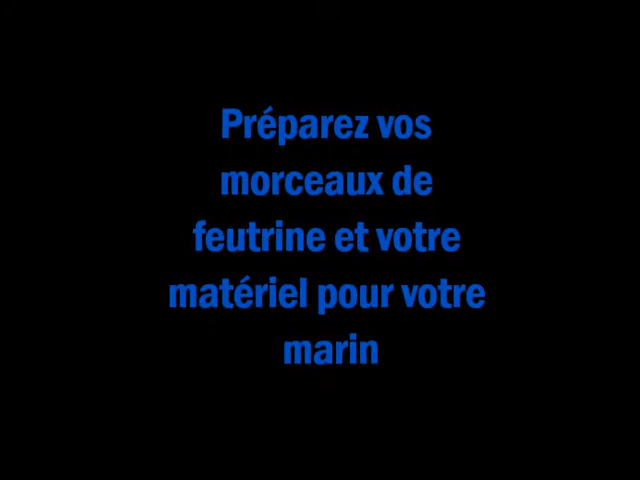 Préparez vos
morceaux de
feutrine et votre
matériel pour votre
marin